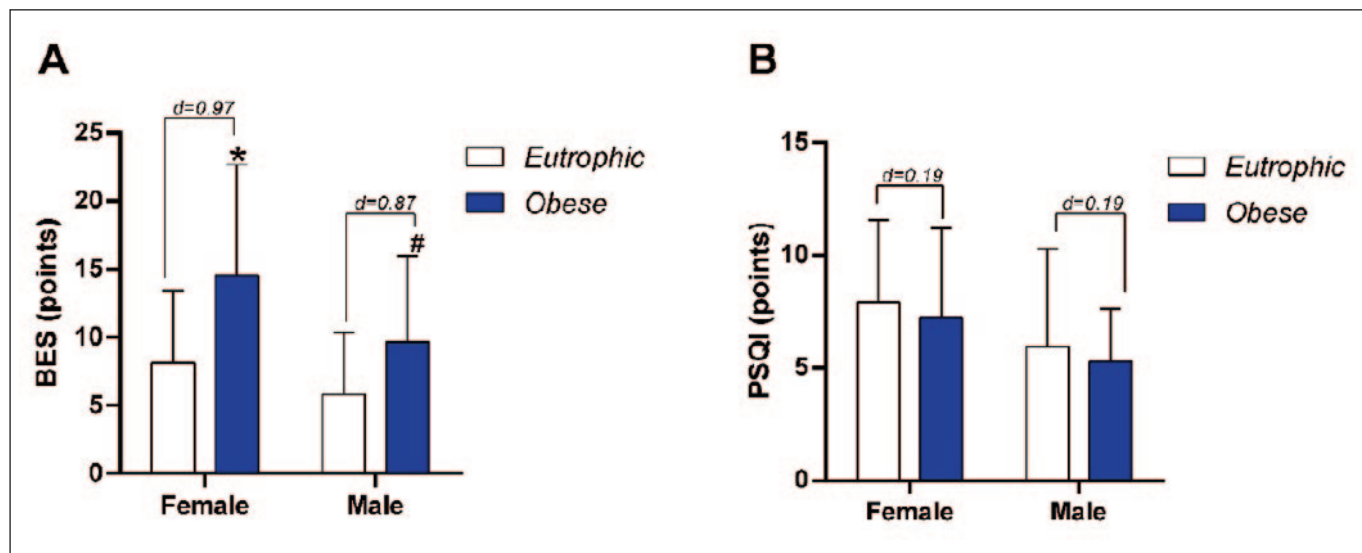 A
d=0.97
d=0.87
*
#
25
20
15
10
5
0
BES (points)
Female
Male
Eutrophic
Obese
B
d=0.19
d=0.19
15
10
5
0
PSQI (points)
Female
Male
Eutrophic
Obese